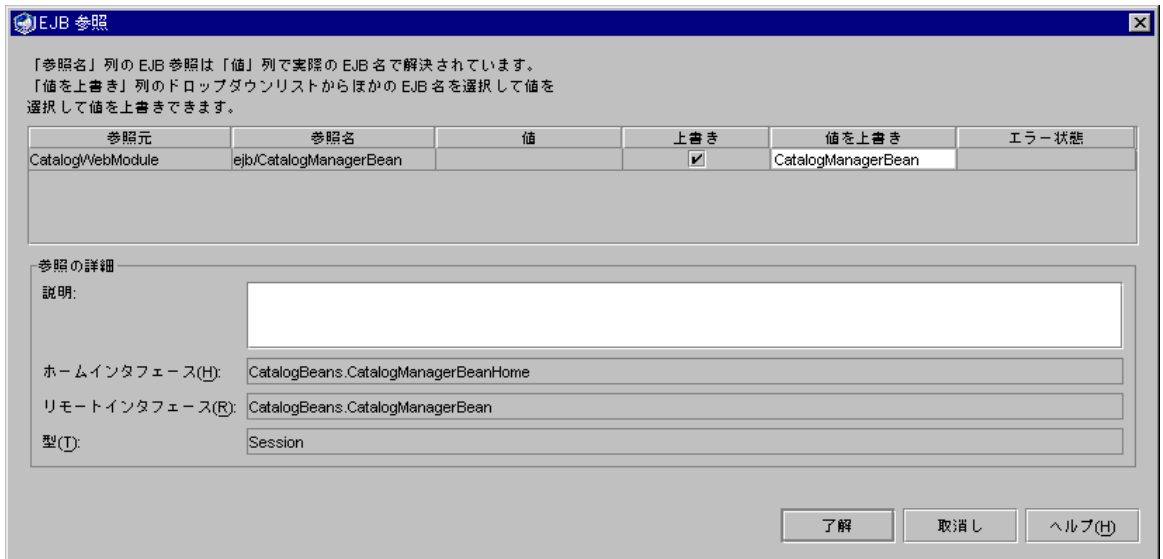 EJB 参照
「参照名」列の EJB 参照は「値」列で実際の EJB 名で解決されています。
「値を上書き」列のドロップダウンリストからほかの EJB 名を選択して値を
選択して値を上書きできます。
参照元 参照名 値 上書き 値を上書き エラー状態
CatalogWebModule ejb/CatalogManagerBean CatalogManagerBean
参照の詳細
説明:
ホームインタフェース(H): CatalogBeans.CatalogManagerBeanHome
リモートインタフェース(R): CatalogBeans.CatalogManagerBean
型(T): Session
了解 取消し ヘルプ(H)